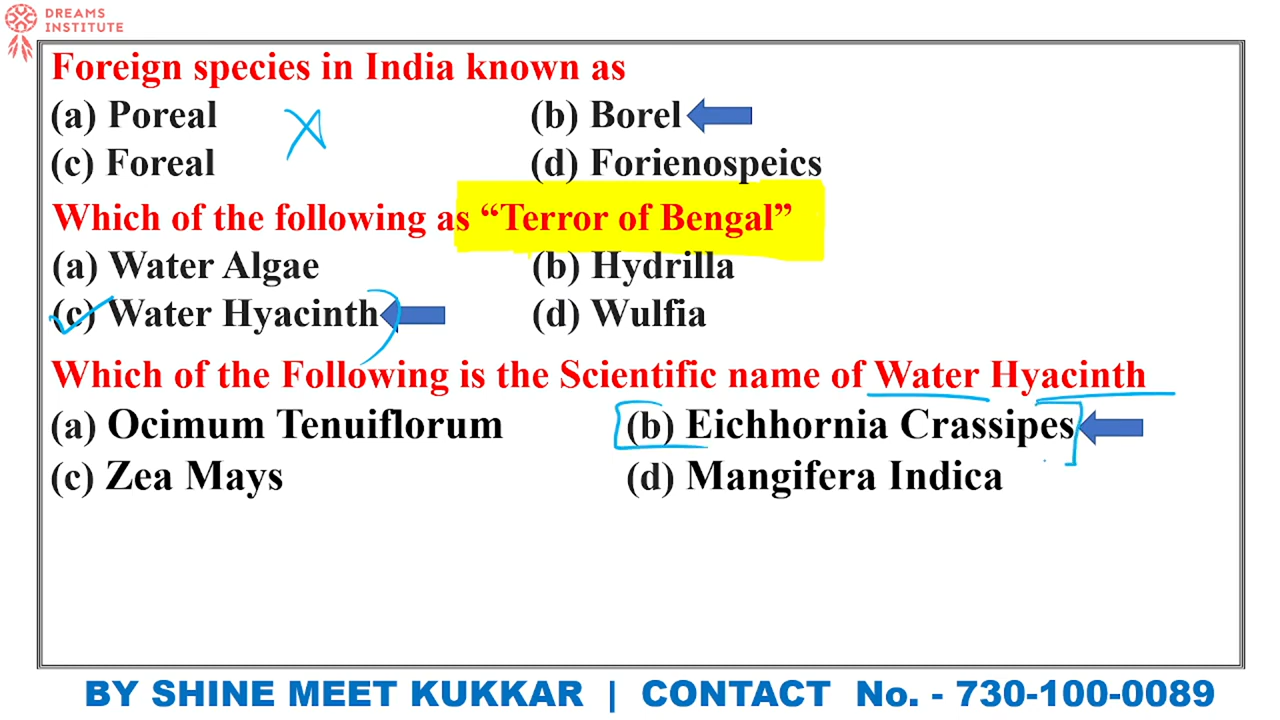 DREAMS
INSTITUTE
Foreign species in India known as
(a) Poreal (b) Borel
(c) Foreal (d) Forienospeics
Which of the following as “Terror of Bengal”
(a) Water Algae (b) Hydrilla
(c) Water Hyacinth (d) Wulfia
Which of the Following is the Scientific name of Water Hyacinth
(a) Ocimum Tenuiflorum (b) Eichhornia Crassipes
(c) Zea Mays (d) Mangifera Indica
BY SHINE MEET KUKKAR | CONTACT No. - 730-100-0089